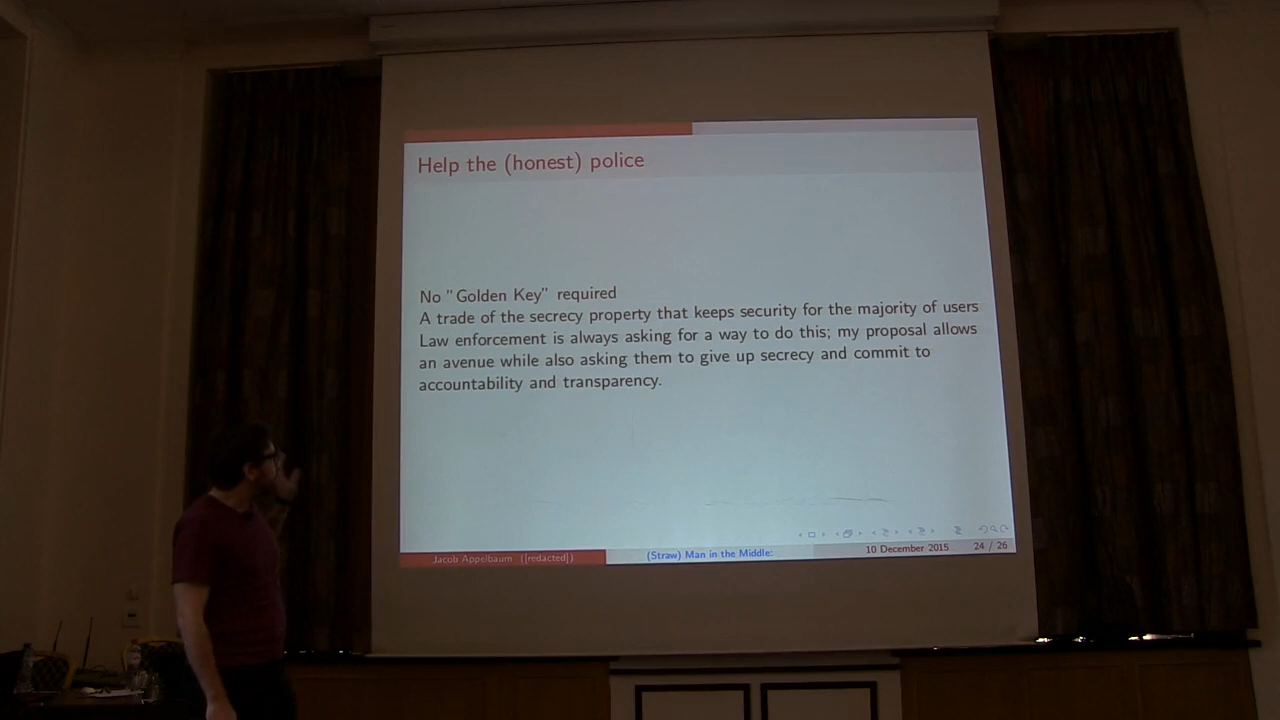 Help the (honest) police
No "Golden Key" required
A trade of the secrecy property that keeps security for the majority of users
Law enforcement is always asking for a way to do this; my proposal allows
an avenue while also asking them to give up secrecy and commit to
accountability and transparency.
Jacob Appelbaum ([redacted])
(Straw) Man in the Middle:
10 December 2015
24 / 26